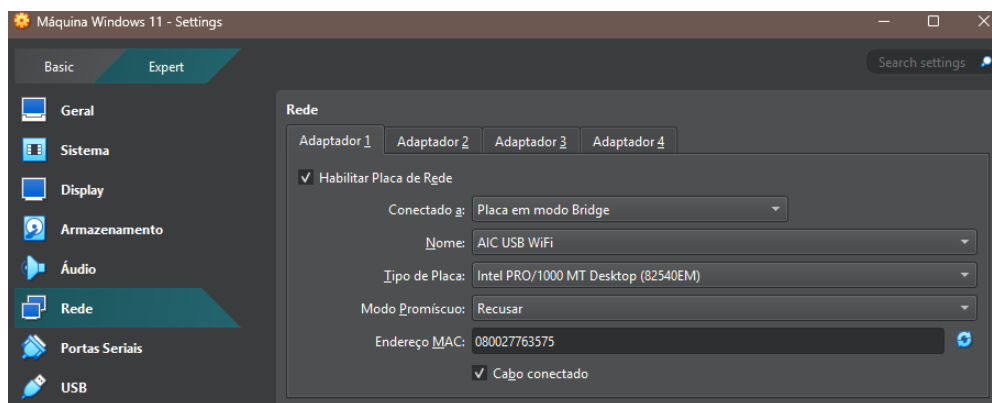 Máquina Windows 11 - Settings
Basic Expert Search settings
Geral
Sistema
Display
Armazenamento
Áudio
Rede
Portas Seriais
USB
Rede
Adaptador 1 Adaptador 2 Adaptador 3 Adaptador 4
Habilitar Placa de Rede
Conectado a: Placa em modo Bridge
Nome: AIC USB WiFi
Tipo de Placa: Intel PRO/1000 MT Desktop (82540EM)
Modo Promíscuo: Recusar
Endereço MAC: 080027763575
Cabo conectado